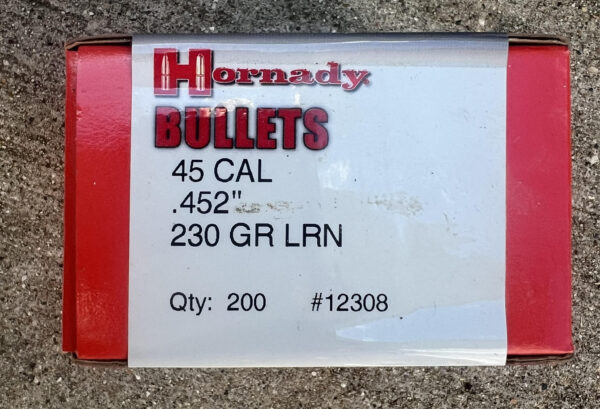 Hornady
BULLETS
45 CAL
.452"
230 GR LRN
Qty: 200 #12308